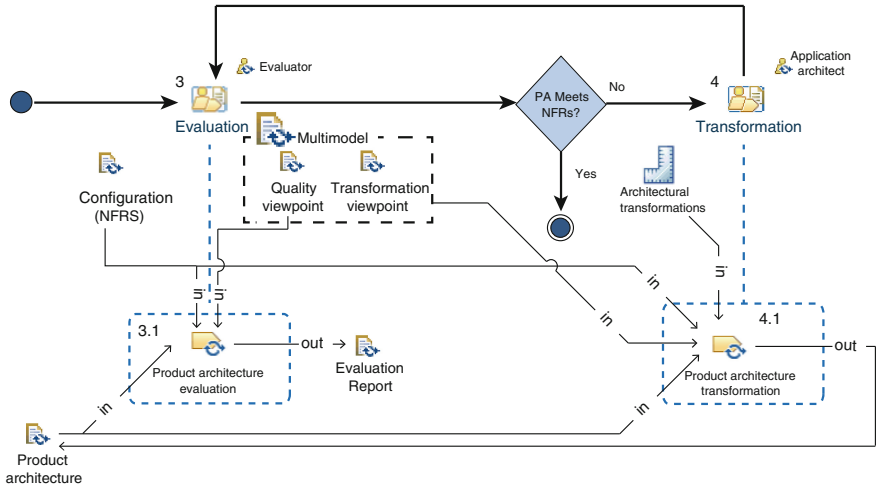 3
Evaluator
Evaluation
PA Meets
NFRs?
No
Yes
4
Application
architect
Transformation
Multimodel
Quality
viewpoint
Transformation
viewpoint
Configuration
(NFRS)
Architectural
transformations
in
in
in
in
in
3.1
Product architecture
evaluation
out
Evaluation
Report
4.1
Product architecture
transformation
out
in
in
Product
architecture